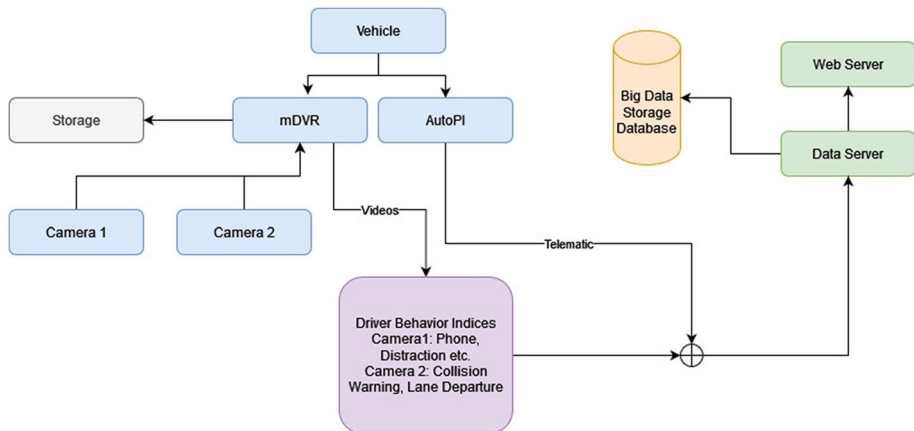 Vehicle
Web Server
Big Data
Storage
Database
Storage
mDVR
AutoPI
Data Server
Camera 1
Camera 2
Videos
Telematic
Driver Behavior Indices
Camera1: Phone,
Distraction etc.
Camera 2: Collision
Warning, Lane Departure